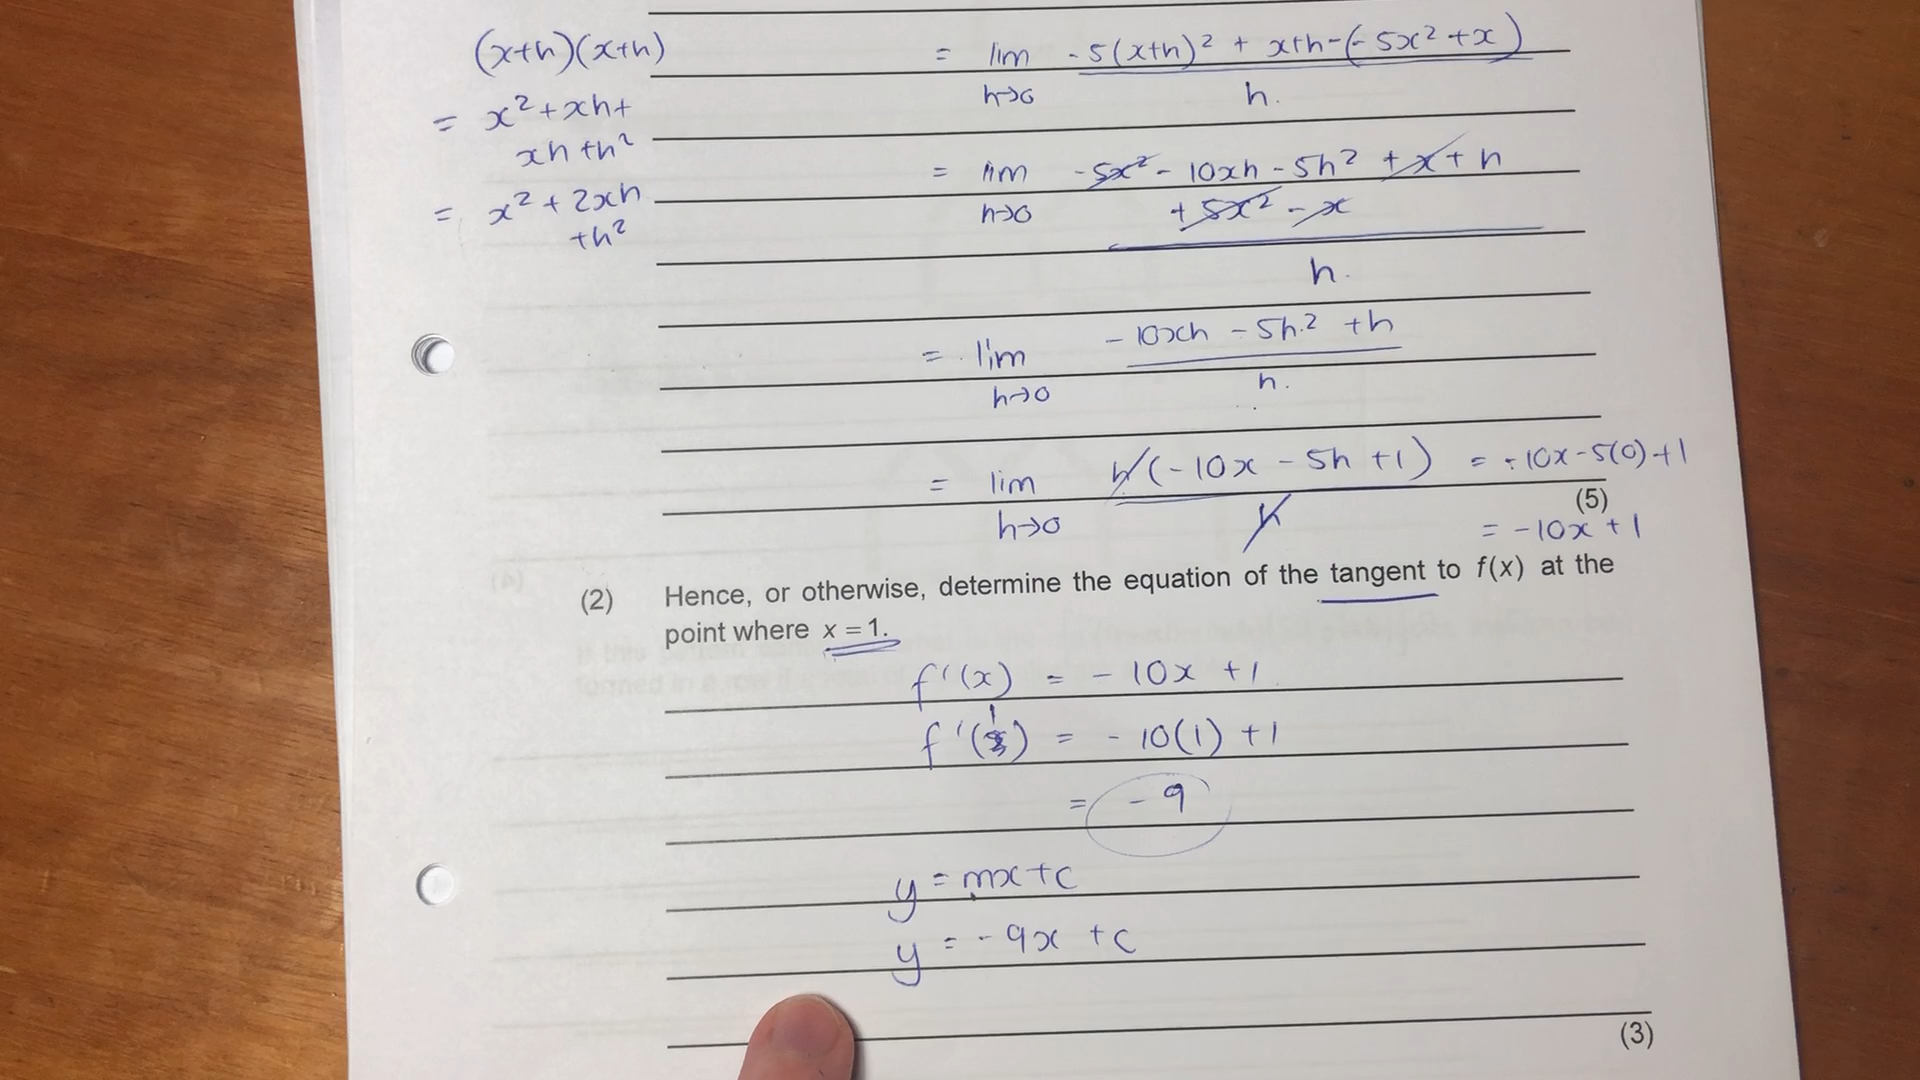 (x+h)(x+h)
= x² + xh +
xh + h²
= x² + 2xh
+h²
= lim -5(x+h)² + x+h-(-5x²+x)
h→0 h.
= lim -5x² - 10xh - 5h² + x + h
h→0 + 5x² - x
h.
= lim -10xh - 5h² + h
h→0 h.
= lim h(-10x - 5h + 1) = -10x - 5(0) + 1
h→0 h
(5)
= -10x + 1
(2) Hence, or otherwise, determine the equation of the tangent to f(x) at the
point where x = 1.
f'(x) = -10x + 1
f'(1) = -10(1) + 1
= -9
y = mx + c
y = -9x + c
(3)